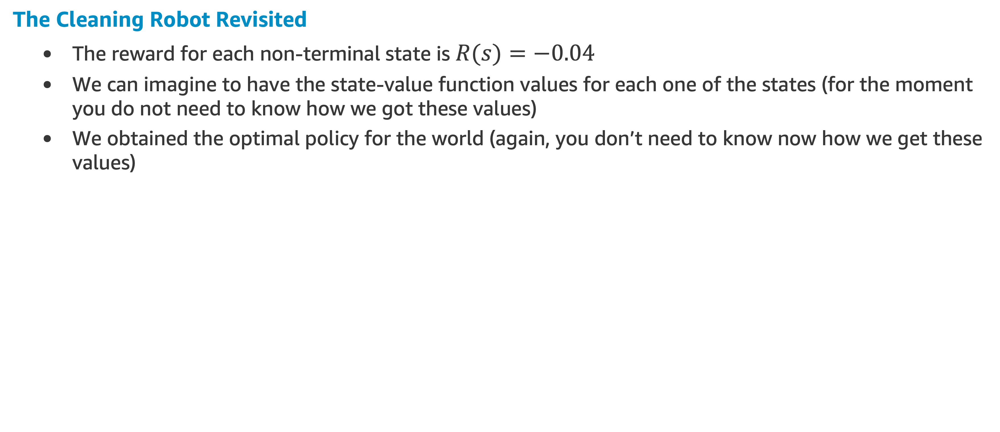 The Cleaning Robot Revisited
• The reward for each non-terminal state is R(s) = −0.04
• We can imagine to have the state-value function values for each one of the states (for the moment
you do not need to know how we got these values)
• We obtained the optimal policy for the world (again, you don’t need to know now how we get these
values)